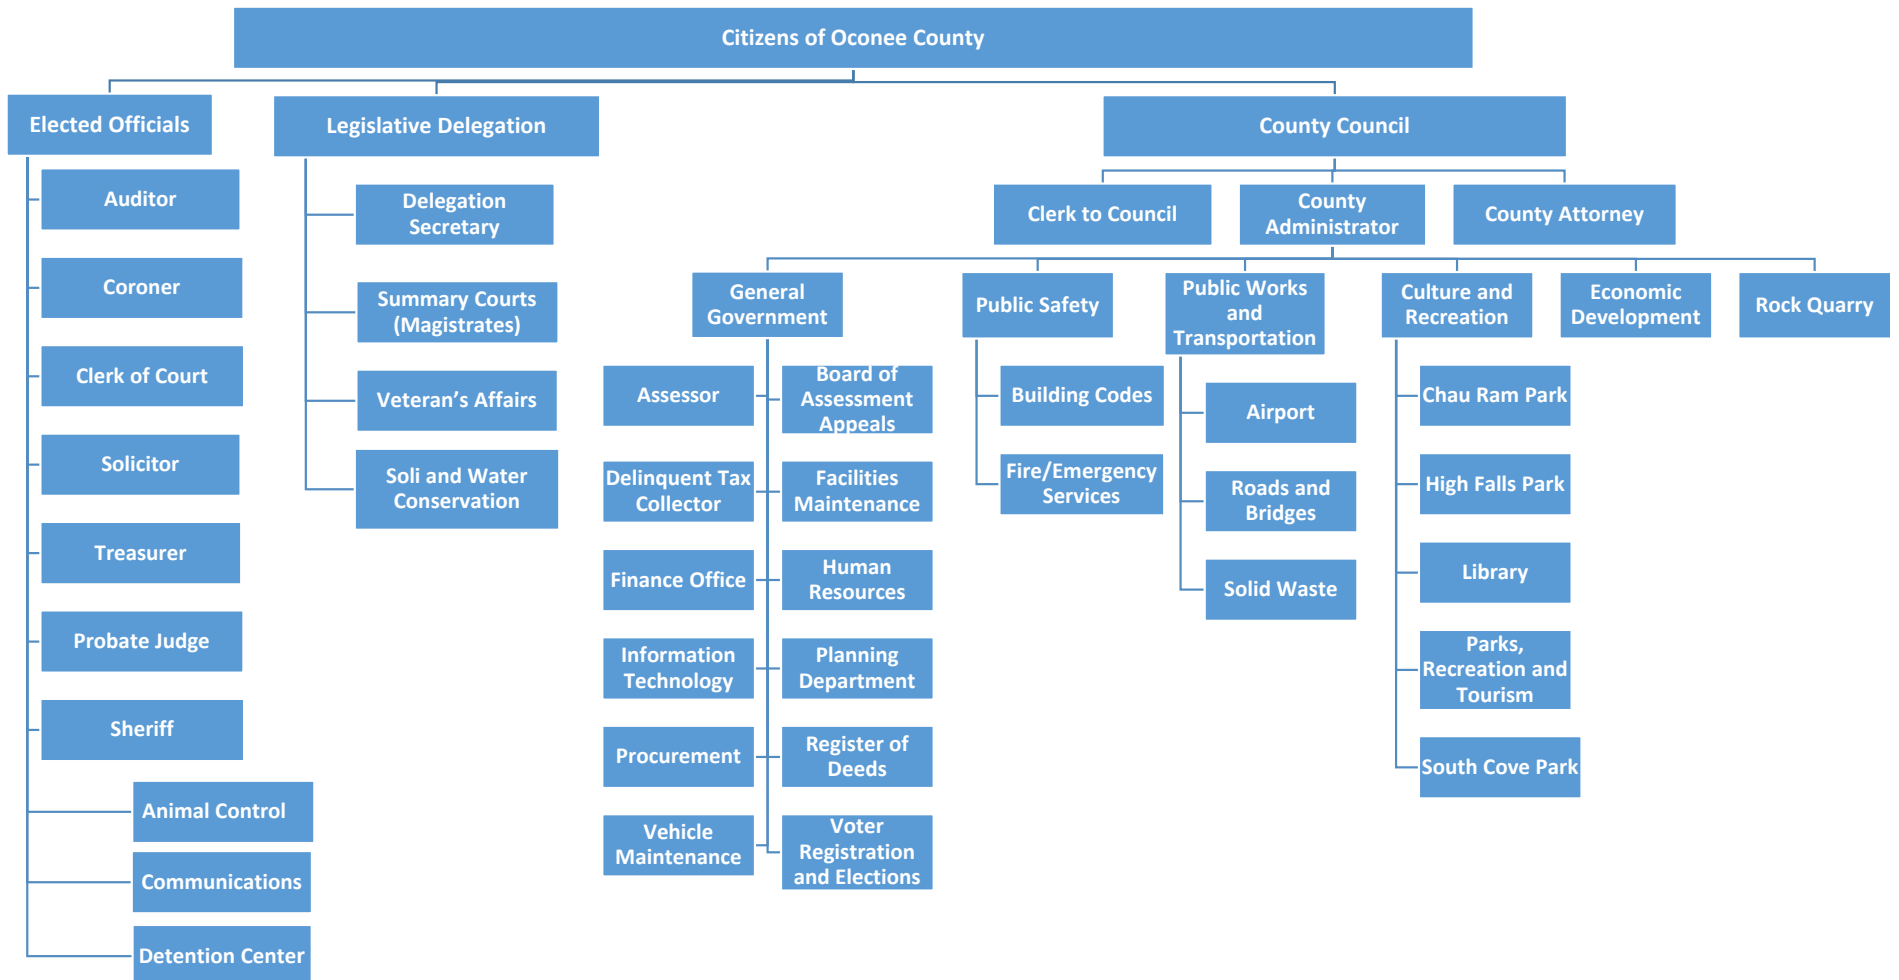 Citizens of Oconee County
Elected Officials
Legislative Delegation
County Council
Auditor
Coroner
Clerk of Court
Solicitor
Treasurer
Probate Judge
Sheriff
Animal Control
Communications
Detention Center
Delegation
Secretary
Summary Courts
(Magistrates)
Veteran’s Affairs
Soli and Water
Conservation
Clerk to Council
County
Administrator
County Attorney
General
Government
Assessor
Board of
Assessment
Appeals
Delinquent Tax
Collector
Facilities
Maintenance
Finance Office
Human
Resources
Information
Technology
Planning
Department
Procurement
Register of
Deeds
Vehicle
Maintenance
Voter
Registration
and Elections
Public Safety
Building Codes
Fire/Emergency
Services
Public Works
and
Transportation
Airport
Roads and
Bridges
Solid Waste
Culture and
Recreation
Chau Ram Park
High Falls Park
Library
Parks,
Recreation and
Tourism
South Cove Park
Economic
Development
Rock Quarry